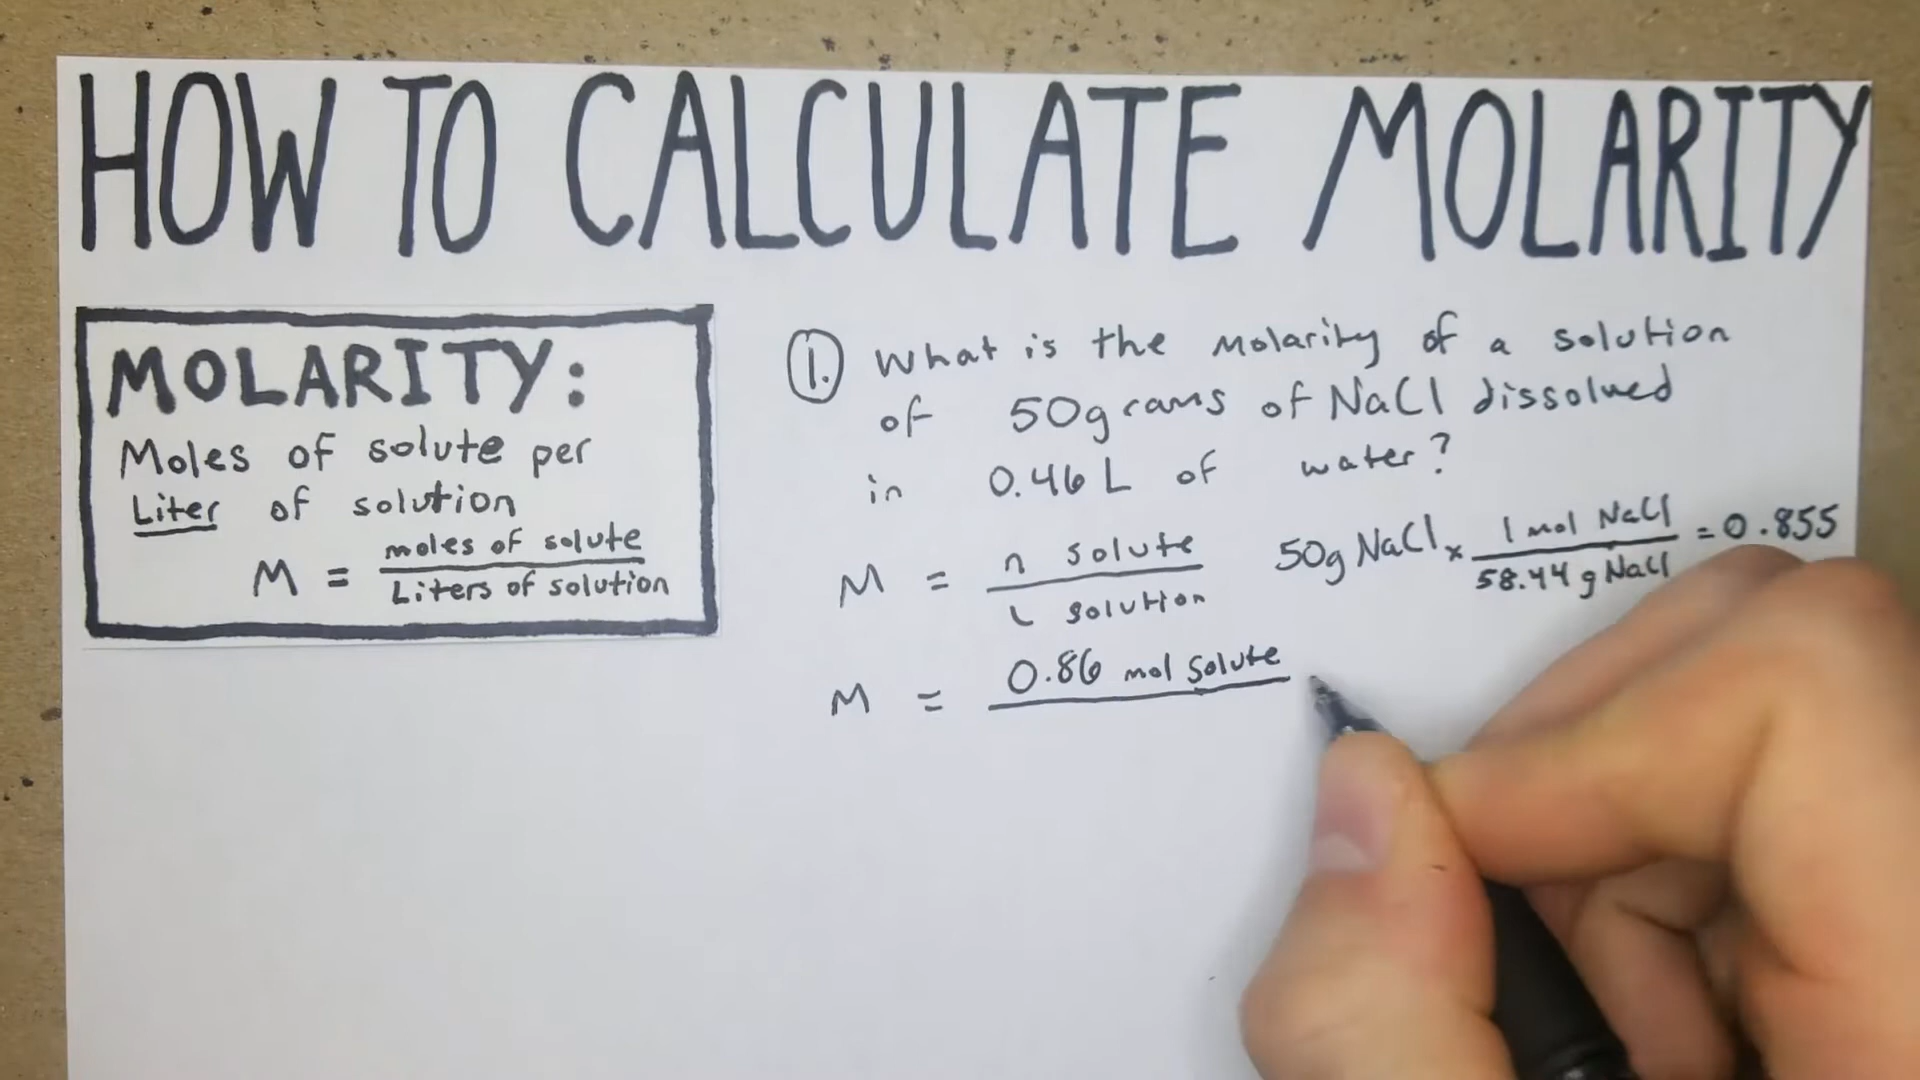 HOW TO CALCULATE MOLARITY
MOLARITY:
Moles of solute per
Liter of solution
M = moles of solute / Liters of solution
1. What is the molarity of a solution
of 50grams of NaCl dissolved
in 0.46 L of water?
M = n solute / L solution
50g NaCl x 1 mol NaCl / 58.44 g NaCl = 0.855
M = 0.86 mol solute